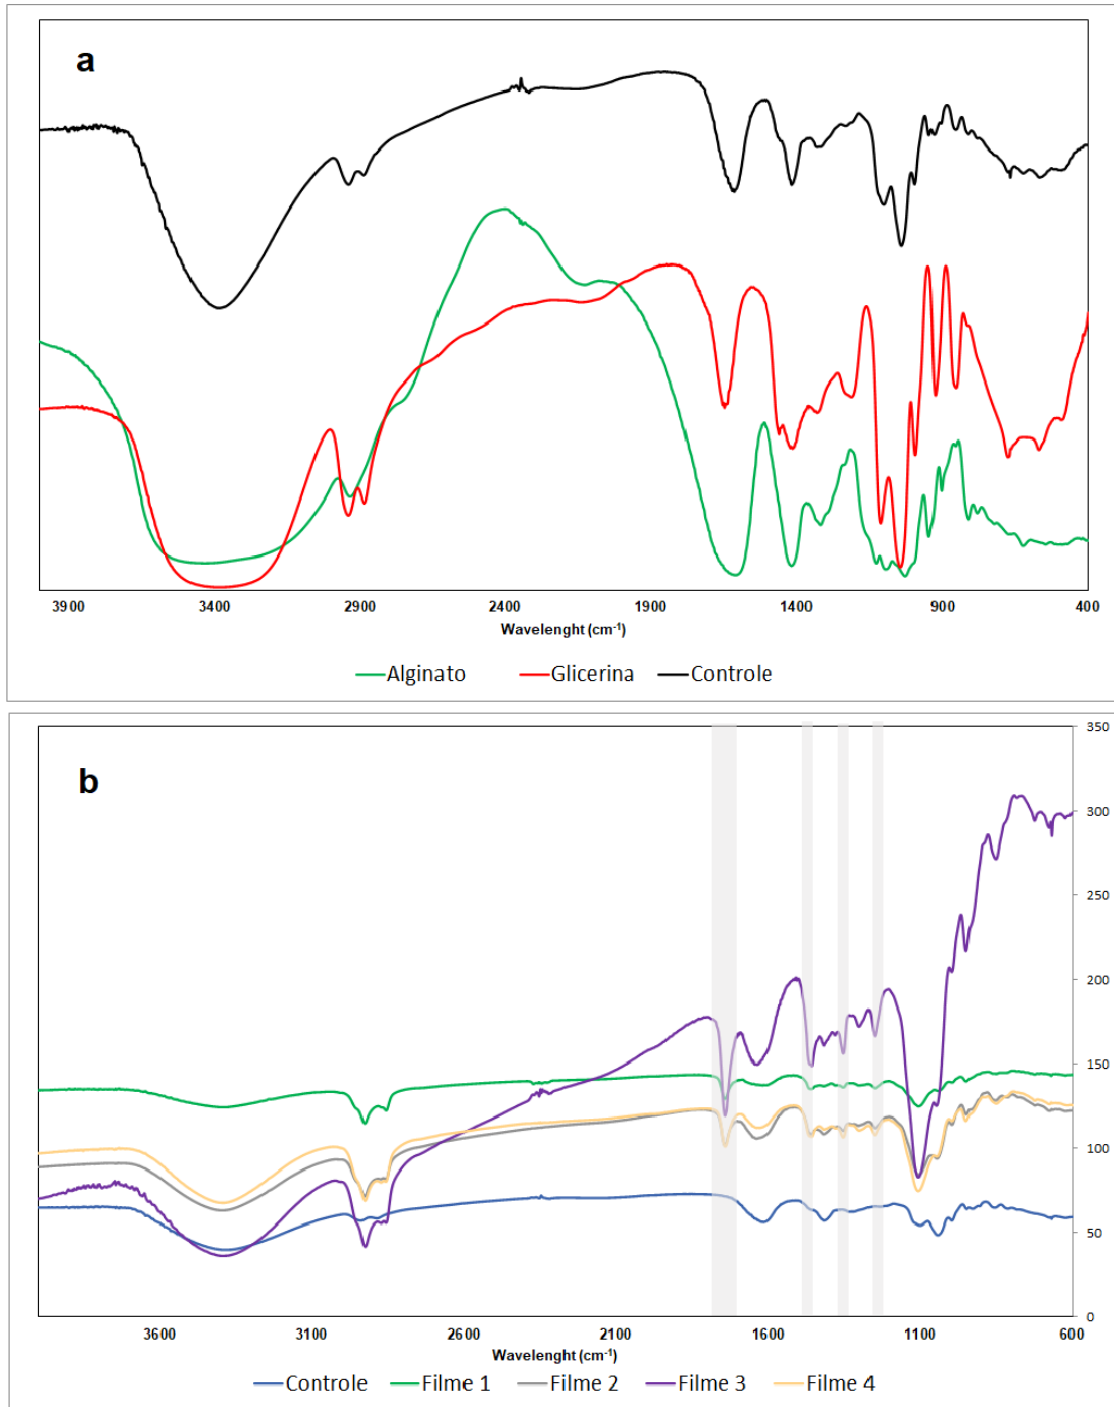 a
3900 3400 2900 2400 1900 1400 900 400
Wavelenght (cm-1)
Alginato Glicerina Controle
b
350
300
250
200
150
100
50
0
3600 3100 2600 2100 1600 1100 600
Wavelenght (cm-1)
Controle Filme 1 Filme 2 Filme 3 Filme 4